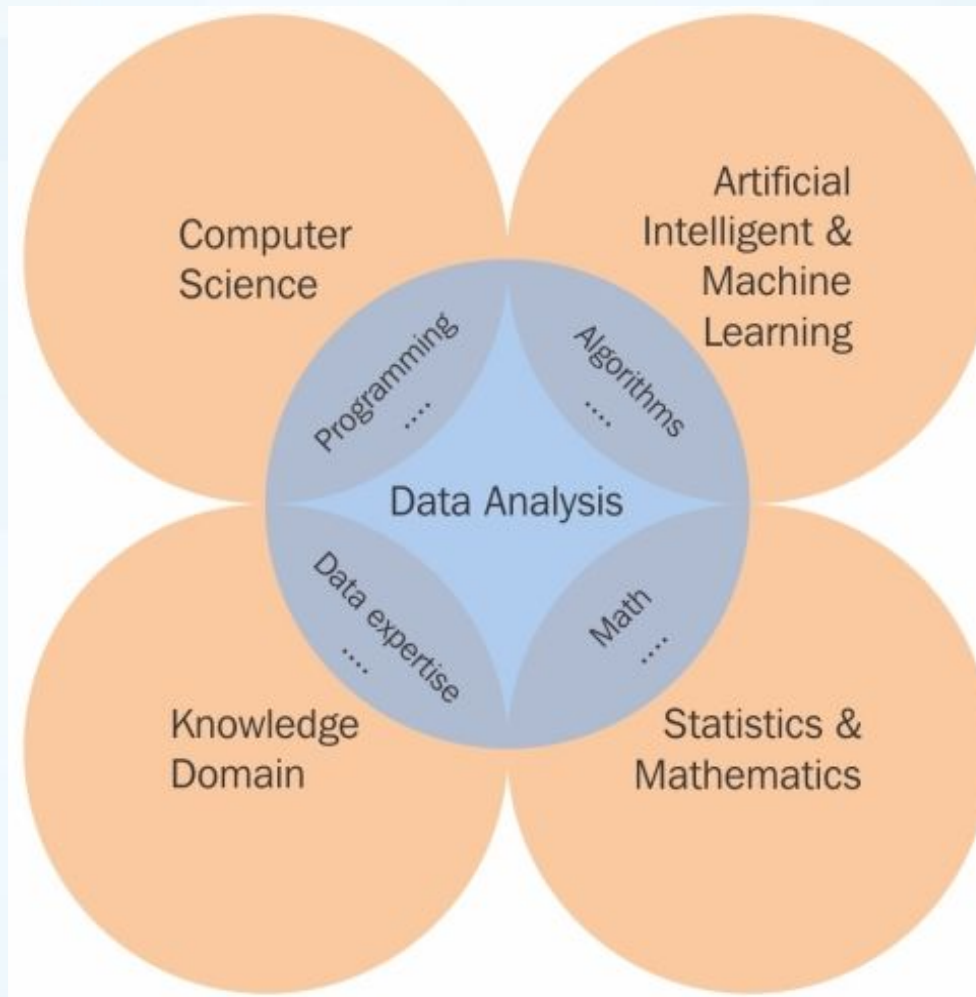 Computer
Science
Artificial
Intelligent &
Machine
Learning
Programming
....
Algorithms
....
Data Analysis
Data expertise
....
Math
....
Knowledge
Domain
Statistics &
Mathematics